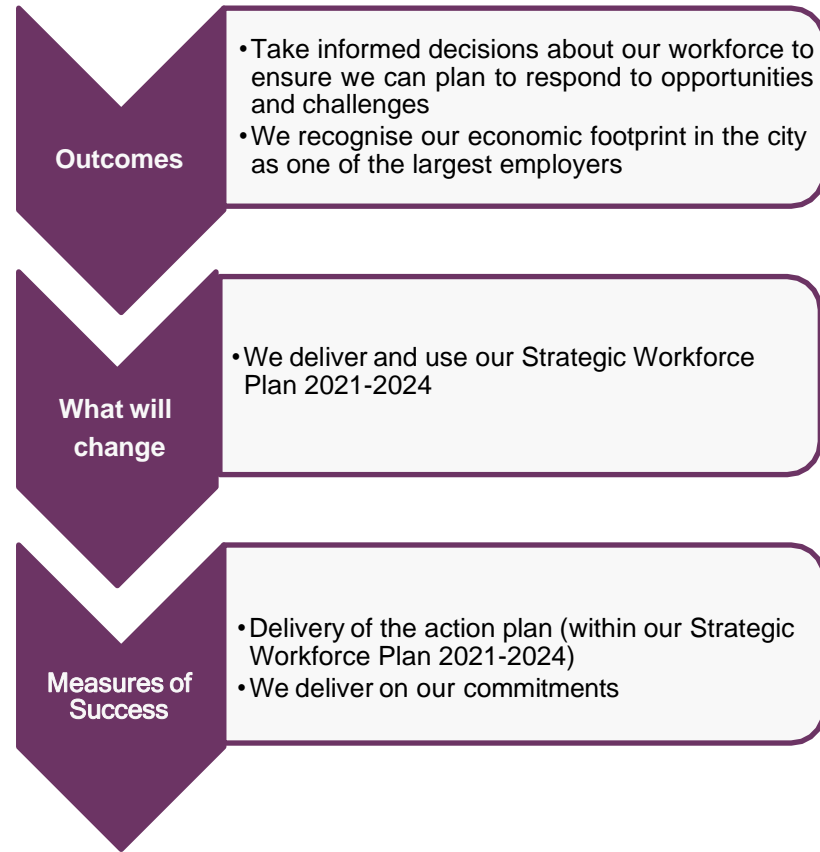 Outcomes
•Take informed decisions about our workforce to
ensure we can plan to respond to opportunities
and challenges
•We recognise our economic footprint in the city
as one of the largest employers
What will
change
•We deliver and use our Strategic Workforce
Plan 2021-2024
Measures of
Success
•Delivery of the action plan (within our Strategic
Workforce Plan 2021-2024)
•We deliver on our commitments